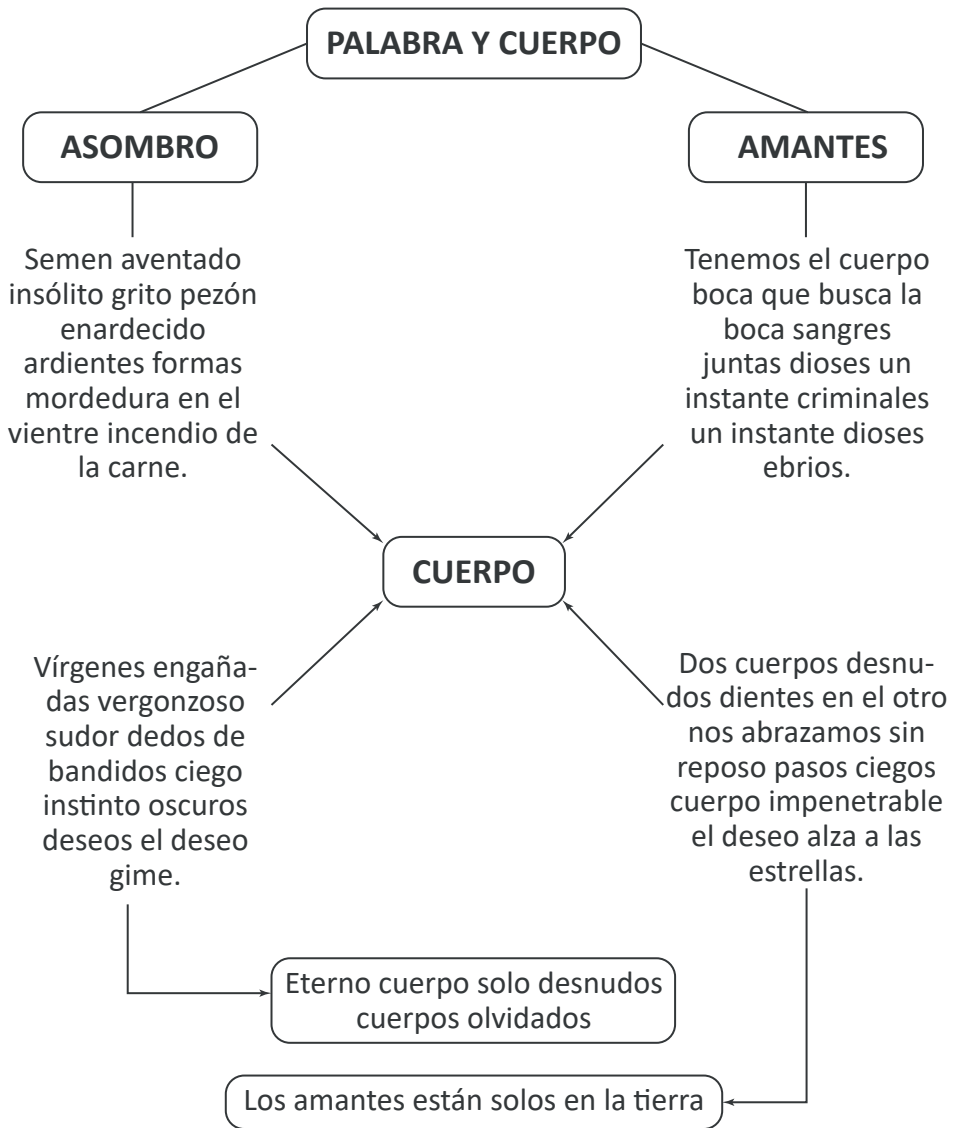 PALABRA Y CUERPO
ASOMBRO
AMANTES
Semen aventado
insólito grito pezón
enardecido
ardientes formas
mordedura en el
vientre incendio de
la carne.
Tenemos el cuerpo
boca que busca la
boca sangres
juntas dioses un
instante criminales
un instante dioses
ebrios.
CUERPO
Vírgenes engaña-
das vergonzoso
sudor dedos de
bandidos ciego
instinto oscuros
deseos el deseo
gime.
Dos cuerpos desnu-
dos dientes en el otro
nos abrazamos sin
reposo pasos ciegos
cuerpo impenetrable
el deseo alza a las
estrellas.
Eterno cuerpo solo desnudos
cuerpos olvidados
Los amantes están solos en la tierra